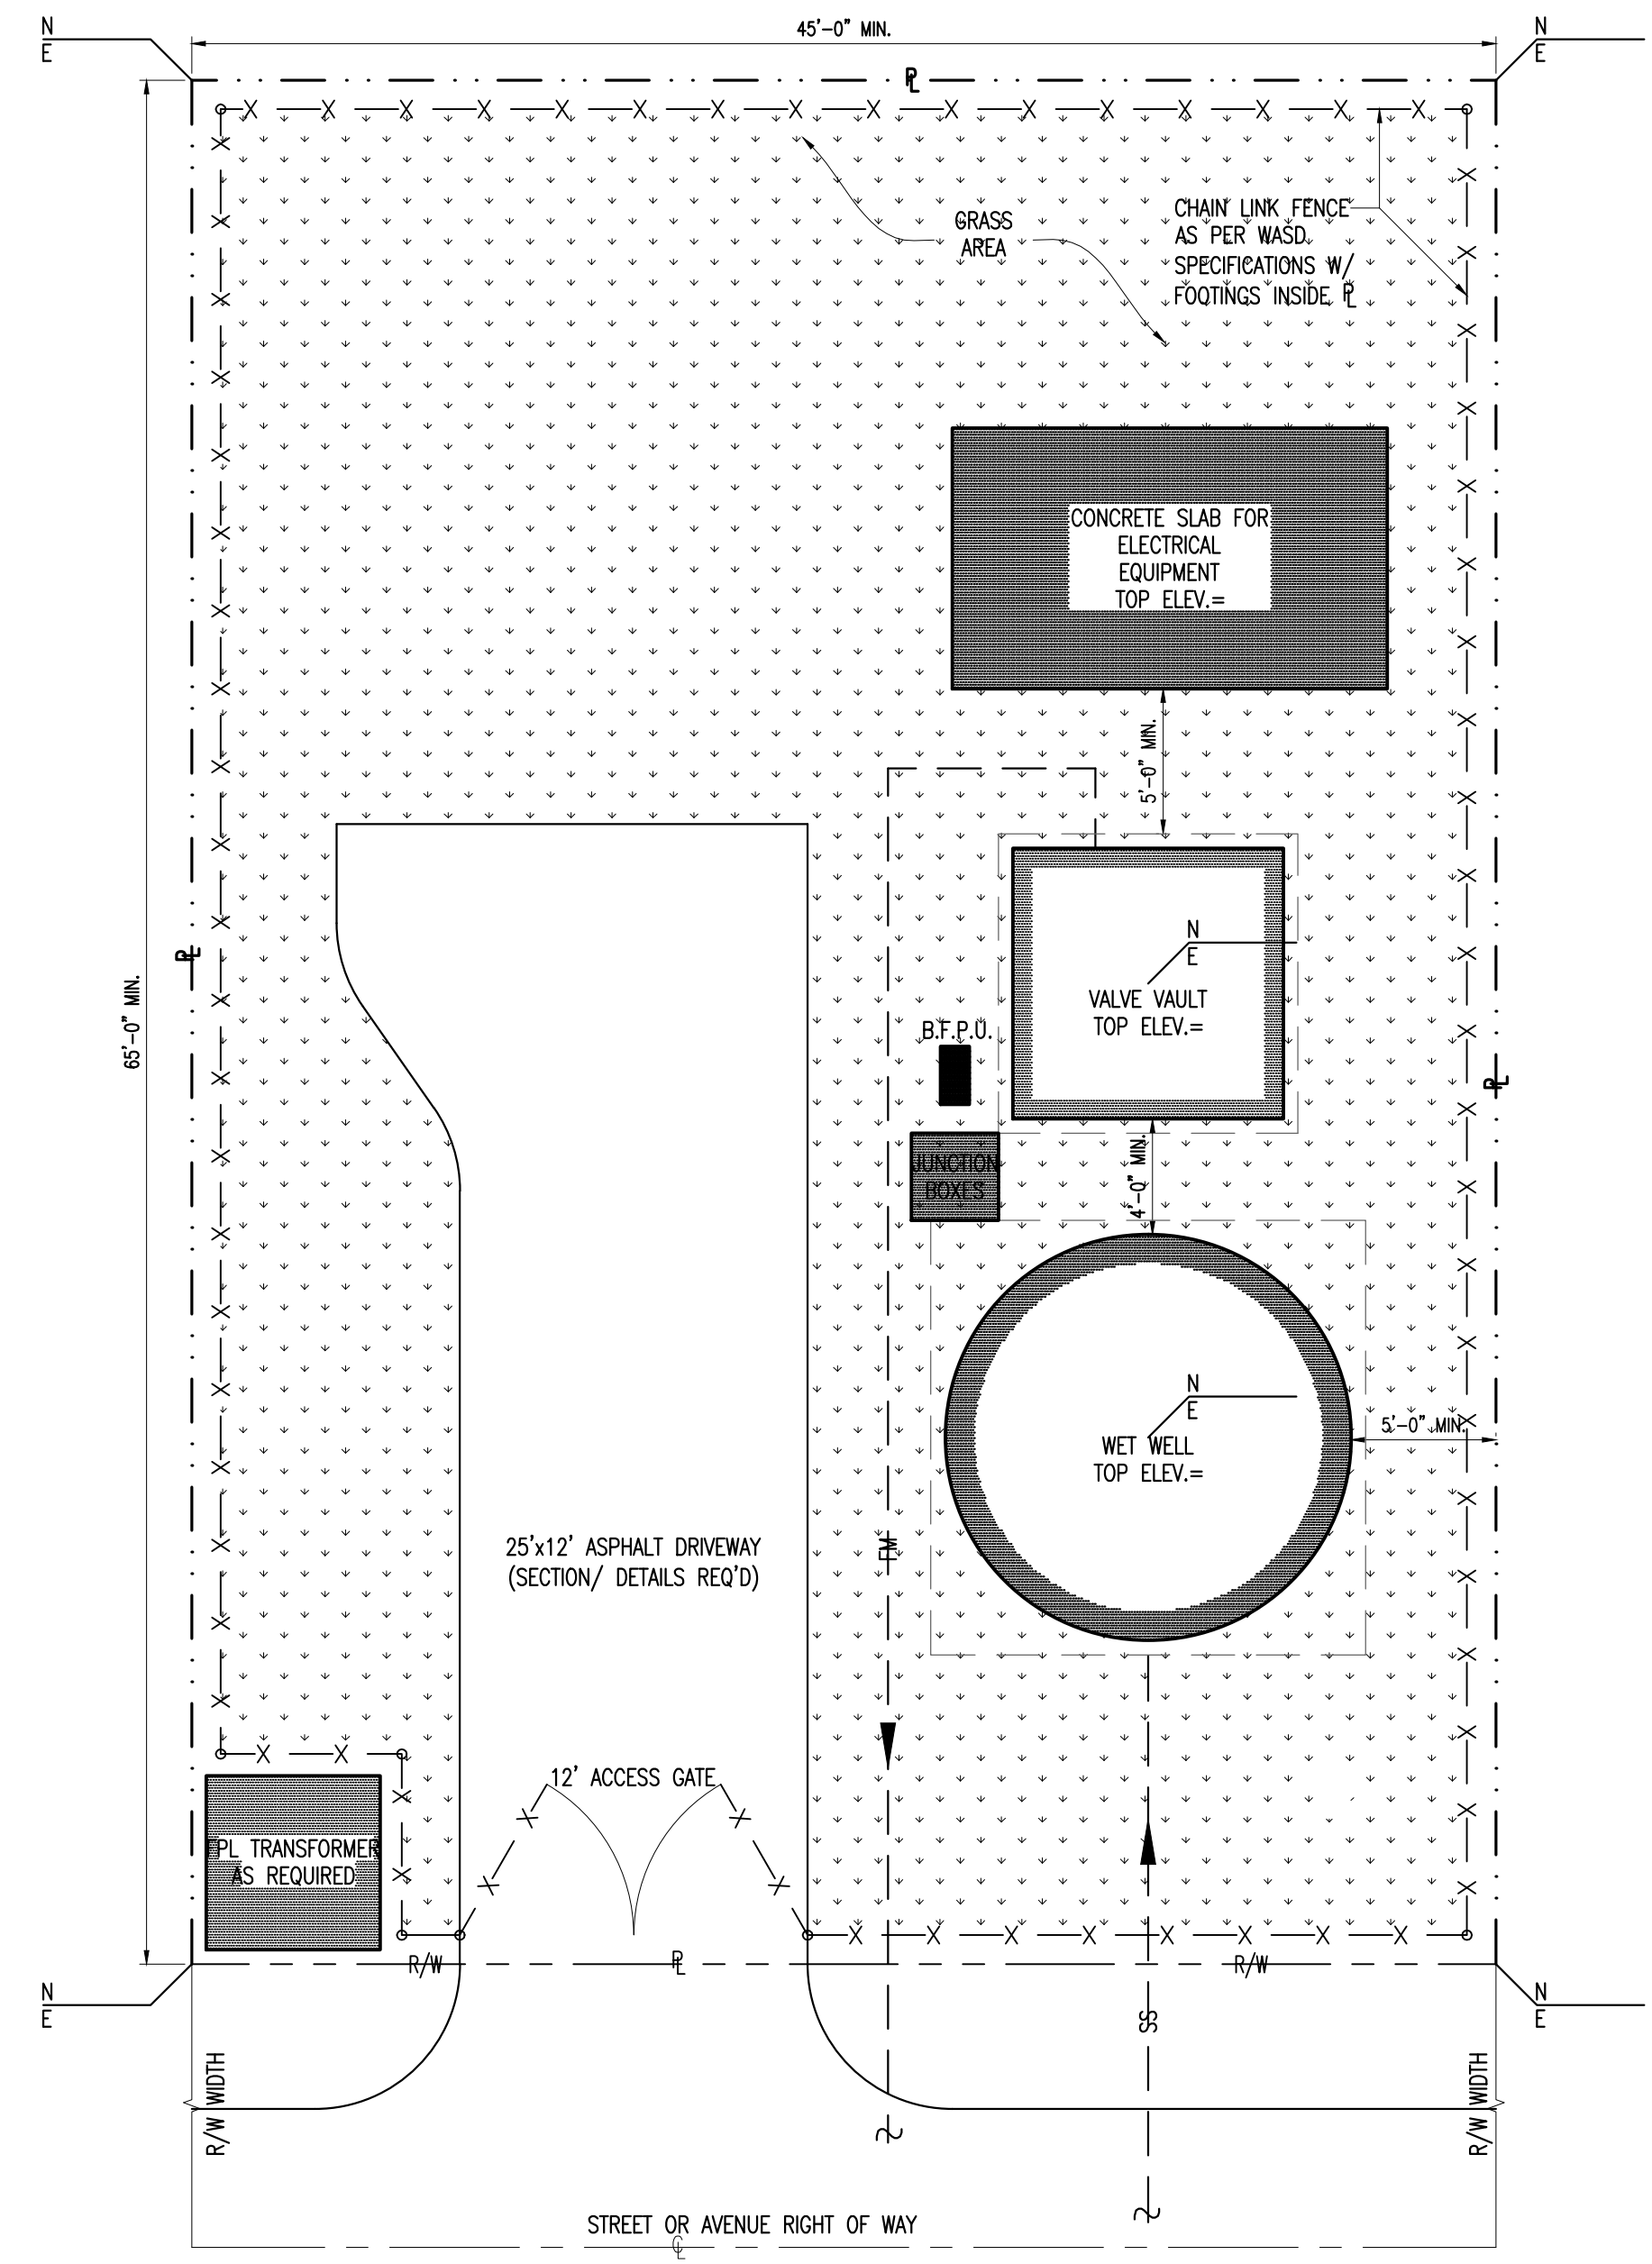 N
E
45'-0" MIN.
N
E
PL
GRASS
AREA
CHAIN LINK FENCE
AS PER WASD
SPECIFICATIONS W/
FOOTINGS INSIDE PL
CONCRETE SLAB FOR
ELECTRICAL
EQUIPMENT
TOP ELEV.=
5'-0" MIN.
65'-0" MIN.
PL
N
E
VALVE VAULT
TOP ELEV.=
B.F.P.U.
PL
JUNCTION
BOXES
4'-0" MIN.
N
E
WET WELL
TOP ELEV.=
5'-0" MIN.
25'x12' ASPHALT DRIVEWAY
(SECTION/ DETAILS REQ'D)
FM
12' ACCESS GATE
FPL TRANSFORMER
AS REQUIRED
R/W
PL
R/W
N
E
SS
N
E
R/W WIDTH
R/W WIDTH
STREET OR AVENUE RIGHT OF WAY
CL